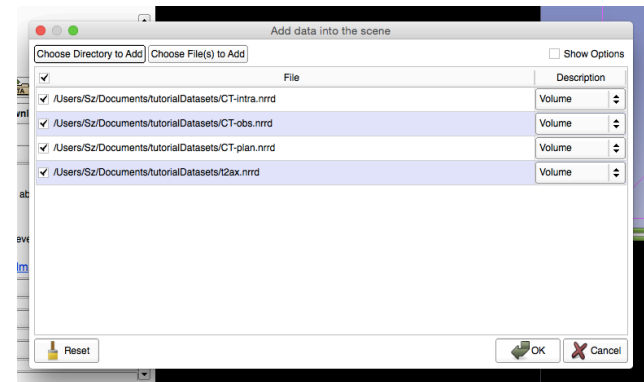 Add data into the scene
Choose Directory to Add Choose File(s) to Add Show Options
File Description
/Users/Sz/Documents/tutorialDatasets/CT-intra.nrrd Volume
/Users/Sz/Documents/tutorialDatasets/CT-obs.nrrd Volume
/Users/Sz/Documents/tutorialDatasets/CT-plan.nrrd Volume
/Users/Sz/Documents/tutorialDatasets/t2ax.nrrd Volume
Reset OK Cancel